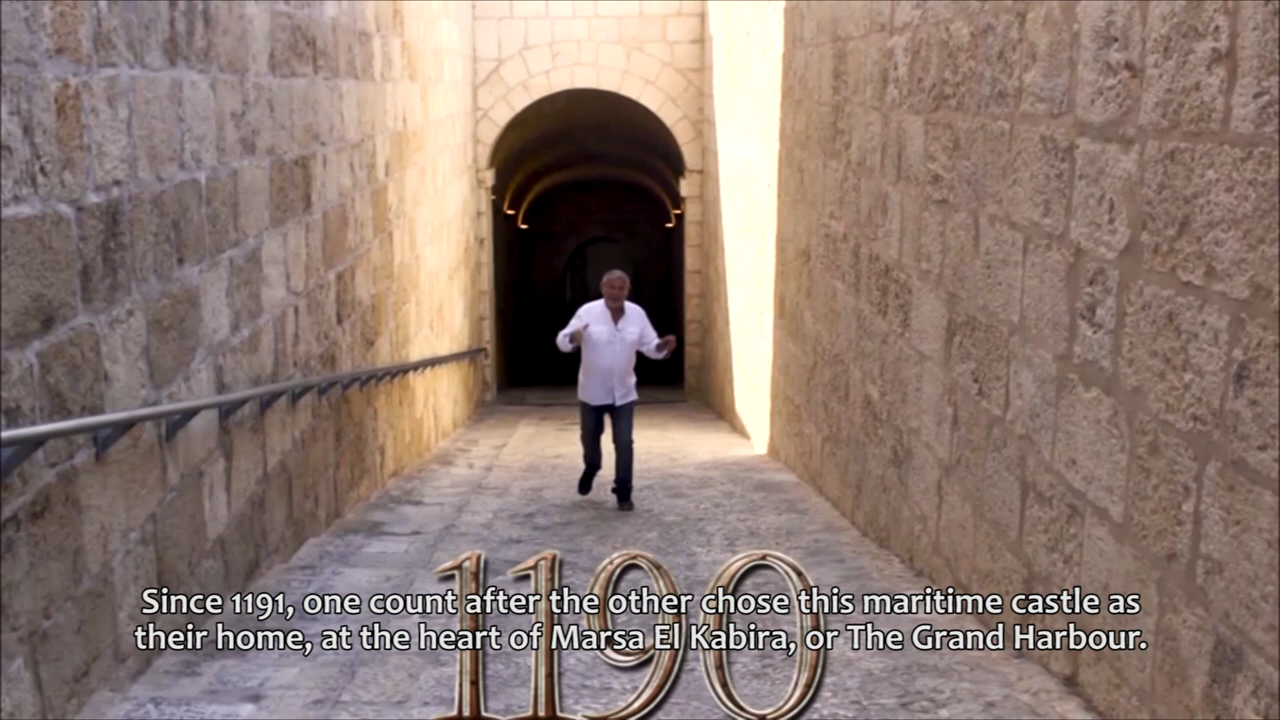 1190
Since 1191, one count after the other chose this maritime castle as
their home, at the heart of Marsa El Kabira, or The Grand Harbour.